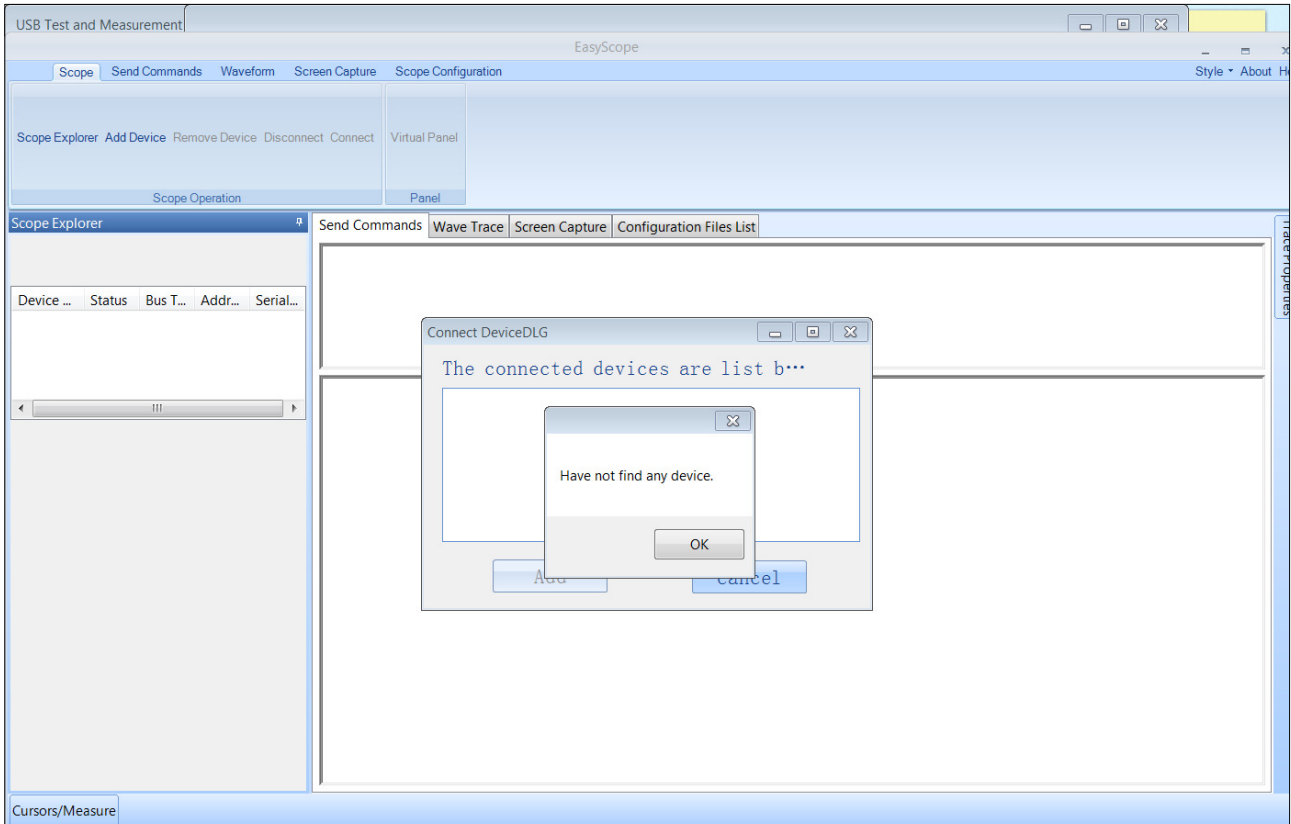 USB Test and Measurement
EasyScope
Scope Send Commands Waveform Screen Capture Scope Configuration Style About
Scope Explorer Add Device Remove Device Disconnect Connect Virtual Panel
Scope Operation Panel
Scope Explorer
Send Commands Wave Trace Screen Capture Configuration Files List
Trace Properties
Device ... Status Bus T... Addr... Serial...
Connect DeviceDLG
The connected devices are list b···
Have not find any device.
OK
Add Cancel
Cursors/Measure